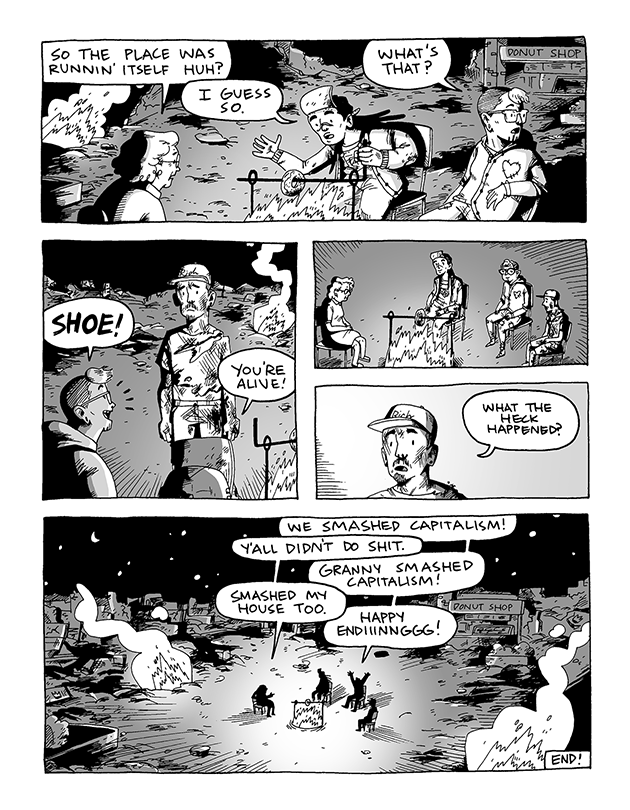 SO THE PLACE WAS
RUNNIN' ITSELF HUH?
I GUESS
SO.
WHAT'S
THAT?
DONUT SHOP
SHOE!
YOU'RE
ALIVE!
Rick
WHAT THE
HECK
HAPPENED?
WE SMASHED CAPITALISM!
Y'ALL DIDN'T DO SHIT.
GRANNY SMASHED
CAPITALISM!
SMASHED MY
HOUSE TOO.
HAPPY
ENDIIINNGGG!
DONUT SHOP
END!